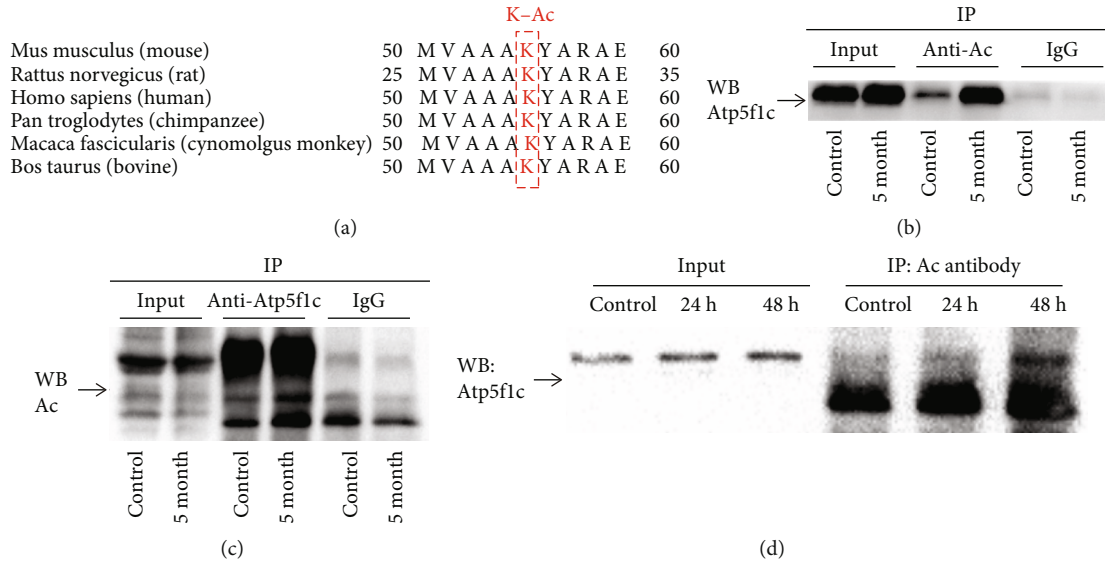 K–Ac
Mus musculus (mouse) 50 M V A A A K Y A R A E 60
Rattus norvegicus (rat) 25 M V A A A K Y A R A E 35
Homo sapiens (human) 50 M V A A A K Y A R A E 60
Pan troglodytes (chimpanzee) 50 M V A A A K Y A R A E 60
Macaca fascicularis (cynomolgus monkey) 50 M V A A A K Y A R A E 60
Bos taurus (bovine) 50 M V A A A K Y A R A E 60
(a)
IP
Input Anti-Ac IgG
WB
Atp5f1c
Control 5 month Control 5 month Control 5 month
(b)
IP
Input Anti-Atp5f1c IgG
WB
Ac
Control 5 month Control 5 month Control 5 month
(c)
Input IP: Ac antibody
Control 24 h 48 h Control 24 h 48 h
WB:
Atp5f1c
(d)